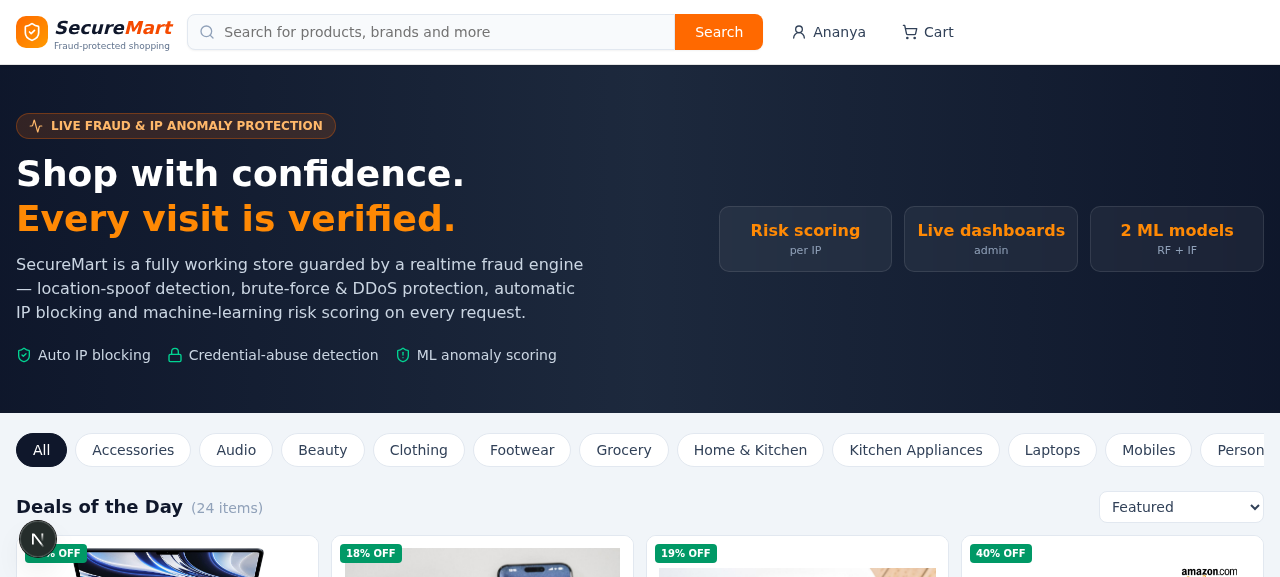 SecureMart
Fraud-protected shopping
Search for products, brands and more
Search
Ananya
Cart
LIVE FRAUD & IP ANOMALY PROTECTION
Shop with confidence.
Every visit is verified.
SecureMart is a fully working store guarded by a realtime fraud engine
— location-spoof detection, brute-force & DDoS protection, automatic
IP blocking and machine-learning risk scoring on every request.
Auto IP blocking
Credential-abuse detection
ML anomaly scoring
Risk scoring
per IP
Live dashboards
admin
2 ML models
RF + IF
All
Accessories
Audio
Beauty
Clothing
Footwear
Grocery
Home & Kitchen
Kitchen Appliances
Laptops
Mobiles
Person
Deals of the Day (24 items)
Featured
N
% OFF
18% OFF
19% OFF
40% OFF
amazon.com